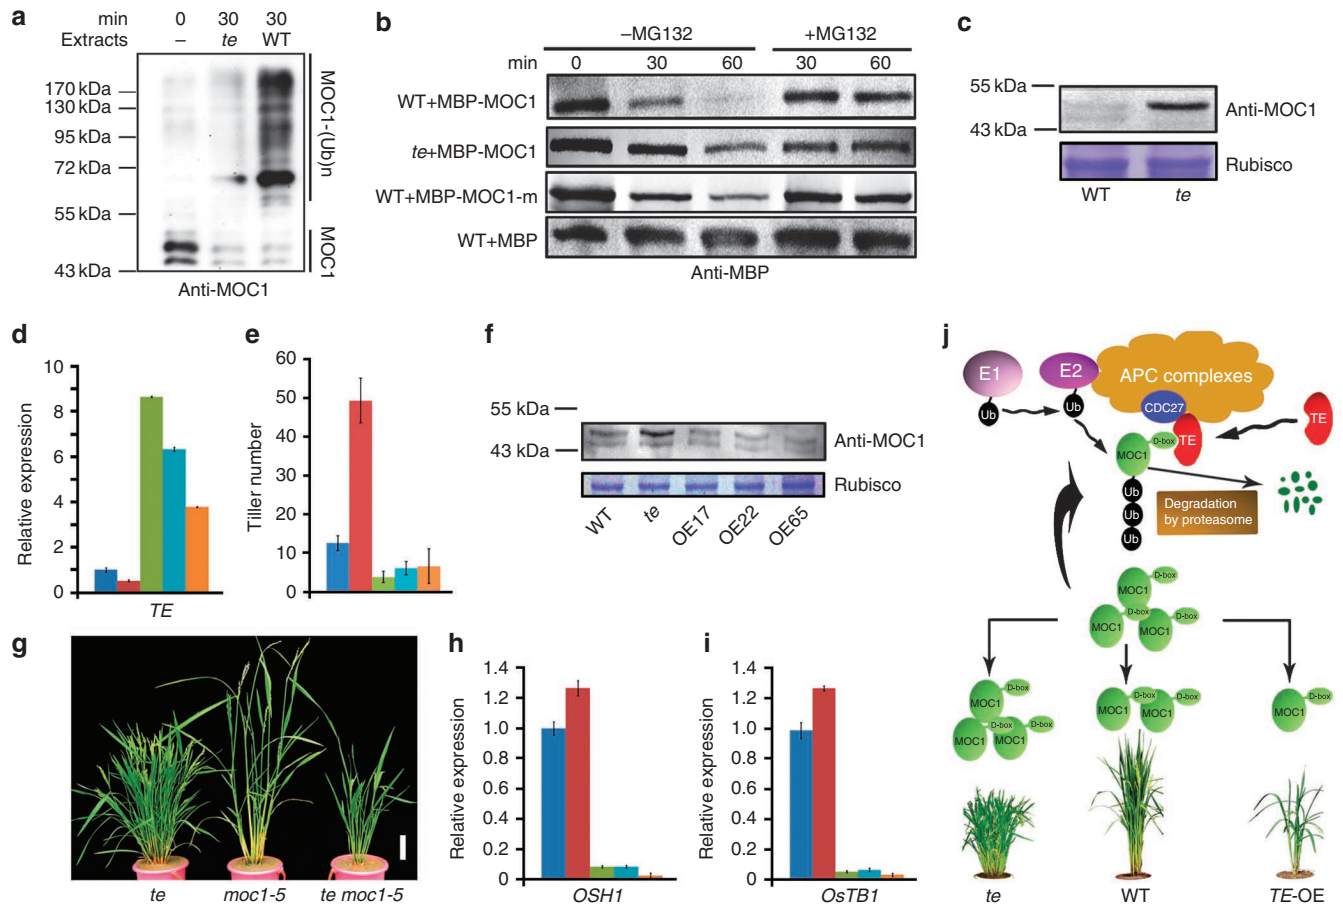 a
min 0 30 30
Extracts – te WT
170 kDa
130 kDa
95 kDa
72 kDa
55 kDa
43 kDa
MOC1-(Ub)n
MOC1
Anti-MOC1
b
–MG132 +MG132
min 0 30 60 30 60
WT+MBP-MOC1
te+MBP-MOC1
WT+MBP-MOC1-m
WT+MBP
Anti-MBP
c
55 kDa
43 kDa
Anti-MOC1
Rubisco
WT te
d
Relative expression
10
8
6
4
2
0
TE
e
Tiller number
60
50
40
30
20
10
0
f
55 kDa
43 kDa
Anti-MOC1
Rubisco
WT te OE17 OE22 OE65
g
te moc1-5 te moc1-5
h
Relative expression
1.4
1.2
1.0
0.8
0.6
0.4
0.2
0
OSH1
i
Relative expression
1.4
1.2
1.0
0.8
0.6
0.4
0.2
0
OsTB1
j
E1
Ub
E2
Ub
APC complexes
CDC27
TE
TE
D-box
MOC1
Ub
Ub
Ub
Degradation
by proteasome
D-box
MOC1
D-box
D-box
MOC1
MOC1
D-box
MOC1
D-box
D-box
MOC1
MOC1
D-box
D-box
MOC1
MOC1
D-box
MOC1
te WT TE-OE